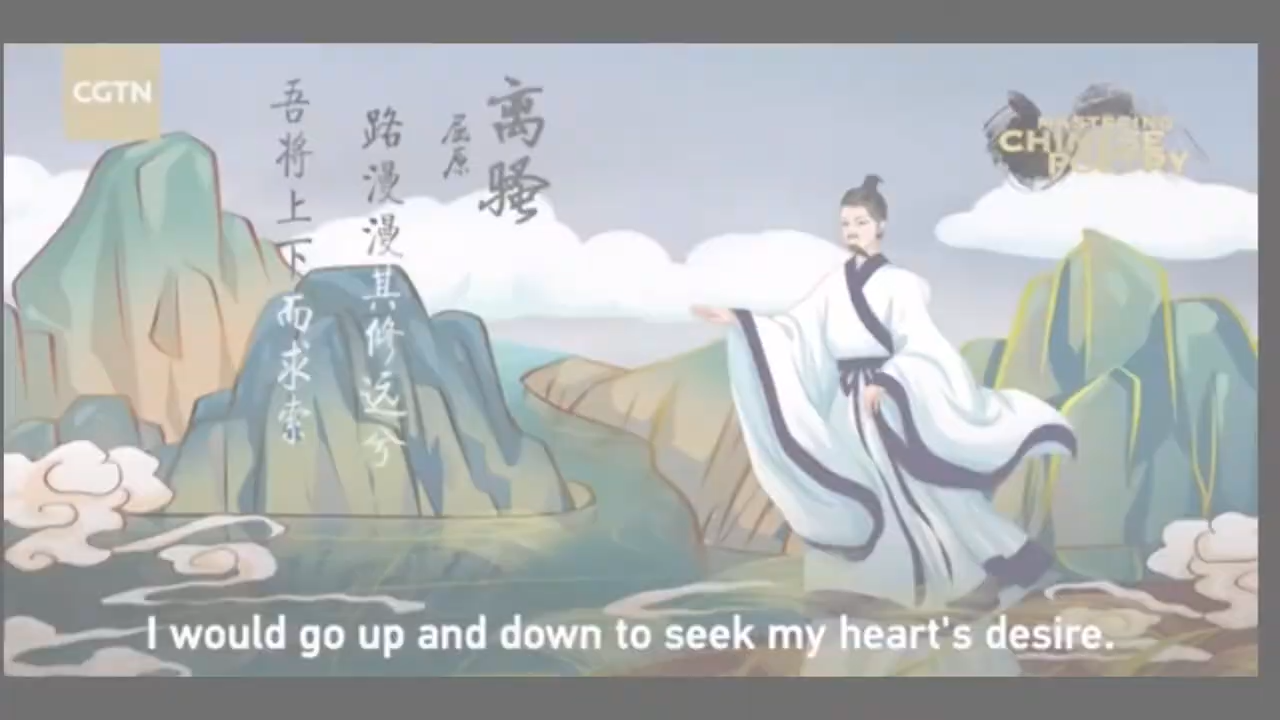 CGTN
MASTERING
CHINESE
POETRY
离骚
屈原
路漫漫其修远兮
吾将上下而求索
I would go up and down to seek my heart's desire.